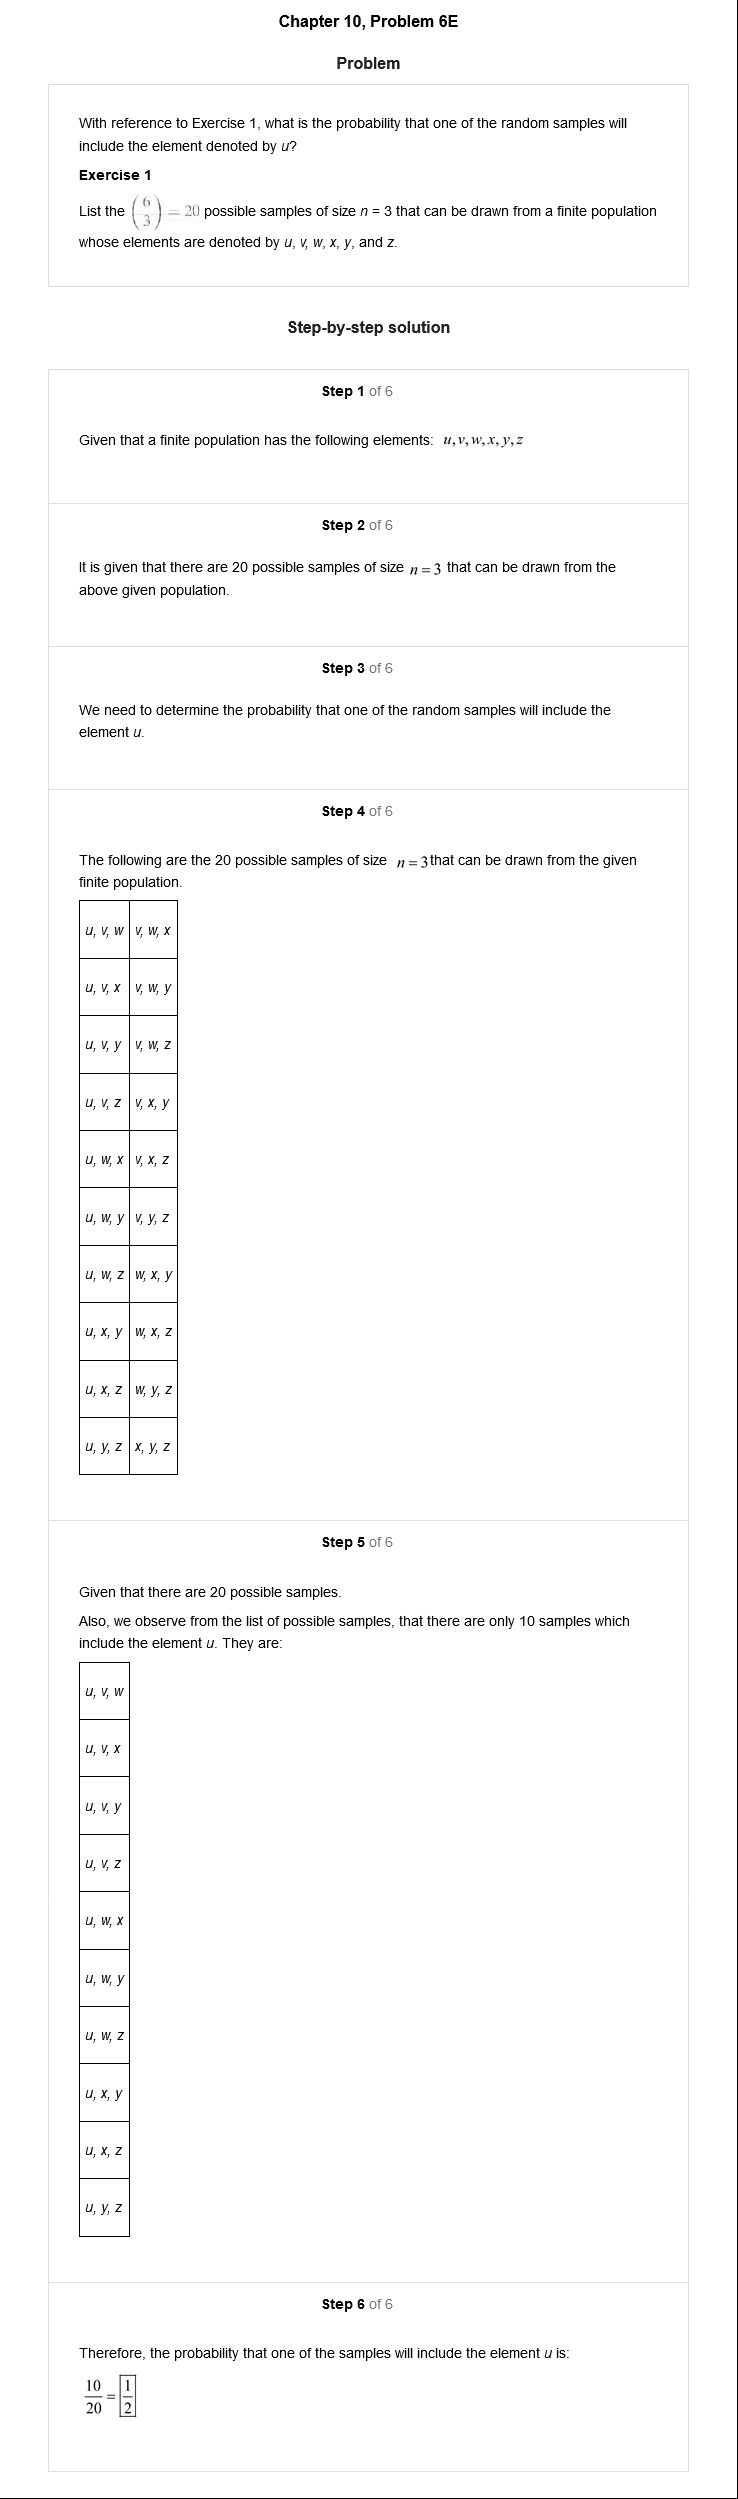 Chapter 10, Problem 6E
Problem
With reference to Exercise 1, what is the probability that one of the random samples will
include the element denoted by u?
Exercise 1
List the (6 3) = 20 possible samples of size n = 3 that can be drawn from a finite population
whose elements are denoted by u, v, w, x, y, and z.
Step-by-step solution
Step 1 of 6
Given that a finite population has the following elements: u, v, w, x, y, z
Step 2 of 6
It is given that there are 20 possible samples of size n = 3 that can be drawn from the
above given population.
Step 3 of 6
We need to determine the probability that one of the random samples will include the
element u.
Step 4 of 6
The following are the 20 possible samples of size n = 3 that can be drawn from the given
finite population.
u, v, w v, w, x
u, v, x v, w, y
u, v, y v, w, z
u, v, z v, x, y
u, w, x v, x, z
u, w, y v, y, z
u, w, z w, x, y
u, x, y w, x, z
u, x, z w, y, z
u, y, z x, y, z
Step 5 of 6
Given that there are 20 possible samples.
Also, we observe from the list of possible samples, that there are only 10 samples which
include the element u. They are:
u, v, w
u, v, x
u, v, y
u, v, z
u, w, x
u, w, y
u, w, z
u, x, y
u, x, z
u, y, z
Step 6 of 6
Therefore, the probability that one of the samples will include the element u is:
10/20 = 1/2